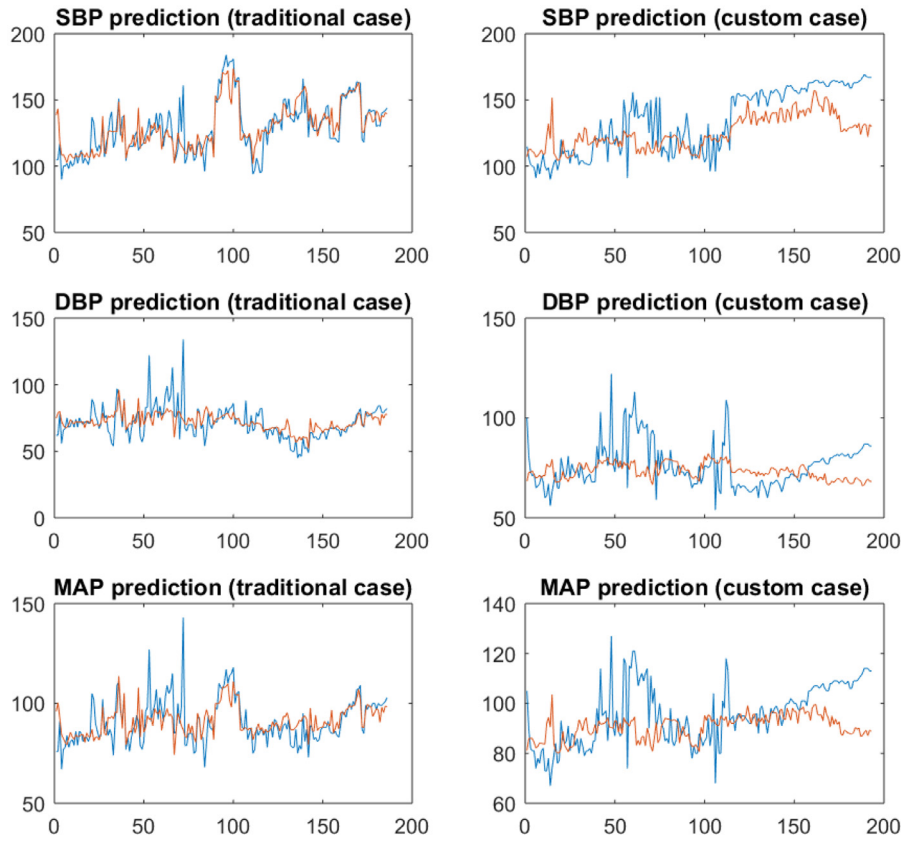 SBP prediction (traditional case)
200
150
100
50
0 50 100 150 200
SBP prediction (custom case)
200
150
100
50
0 50 100 150 200
DBP prediction (traditional case)
150
100
50
0
0 50 100 150 200
DBP prediction (custom case)
150
100
50
0 50 100 150 200
MAP prediction (traditional case)
150
100
50
0 50 100 150 200
MAP prediction (custom case)
140
120
100
80
60
0 50 100 150 200